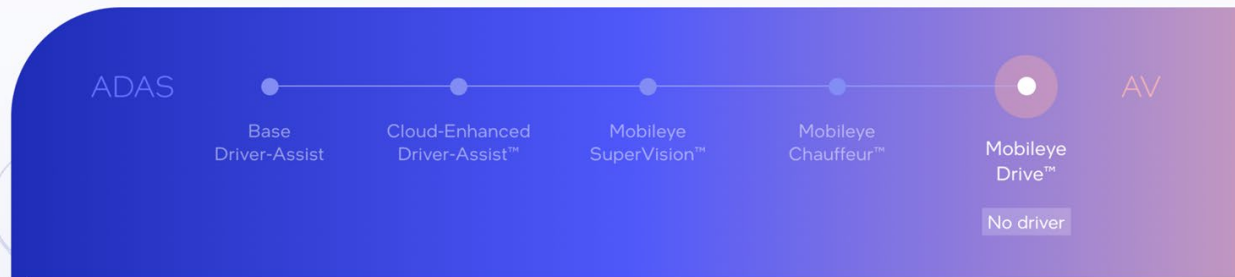 ADAS
AV
Base
Driver-Assist
Cloud-Enhanced
Driver-Assist™
Mobileye
SuperVision™
Mobileye
Chauffeur™
Mobileye
Drive™
No driver